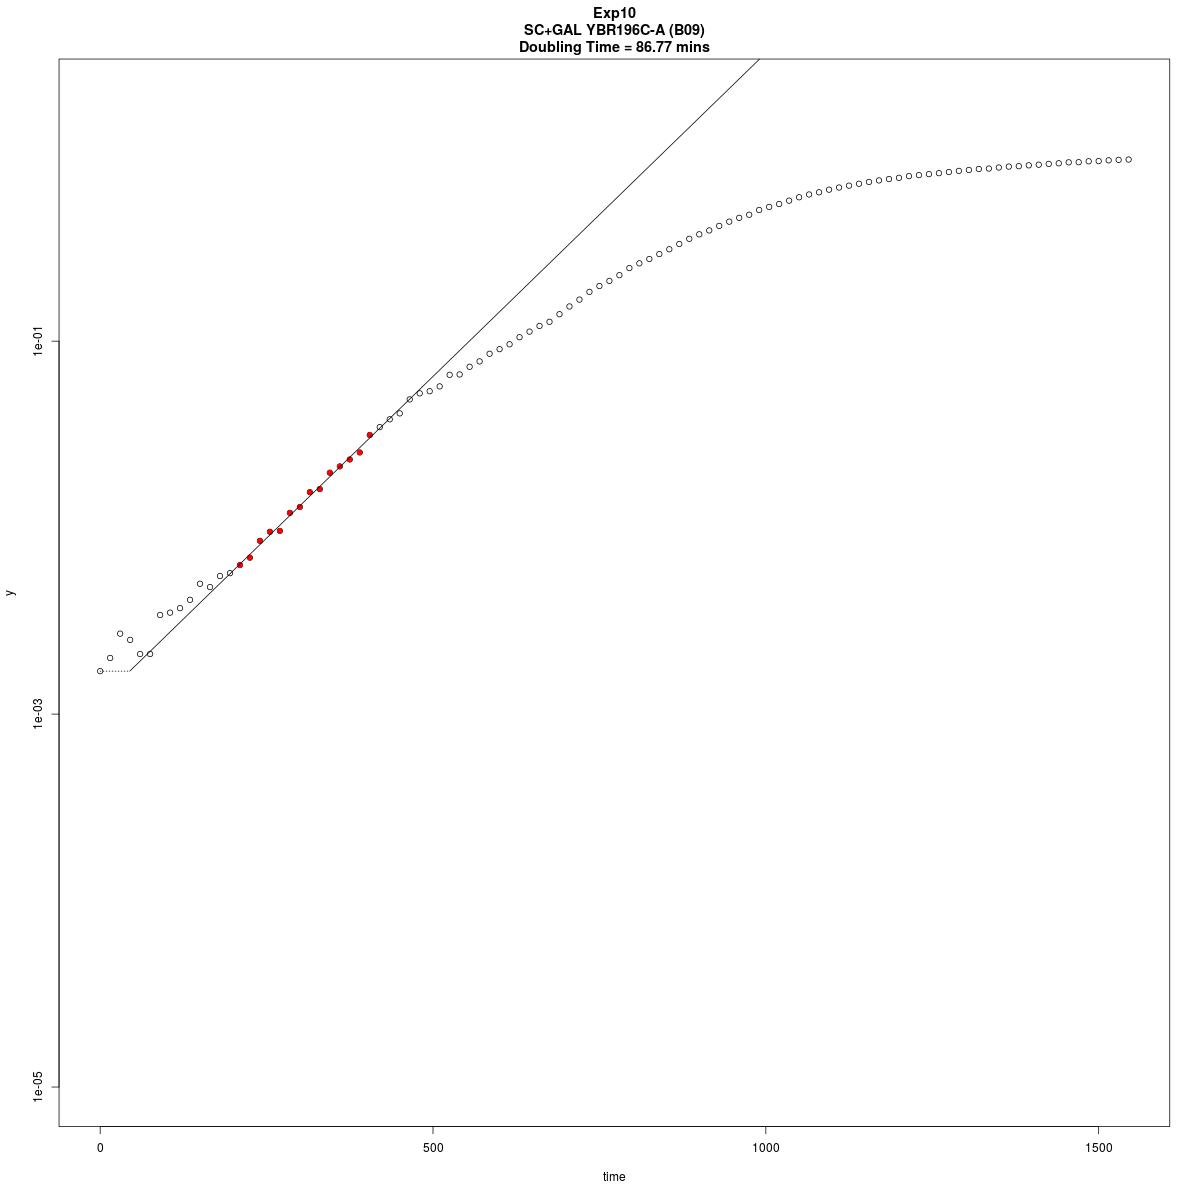 Exp10
SC+GAL YBR196C-A (B09)
Doubling Time = 86.77 mins
1e-01
1e-03
1e-05
y
0
500
1000
1500
time